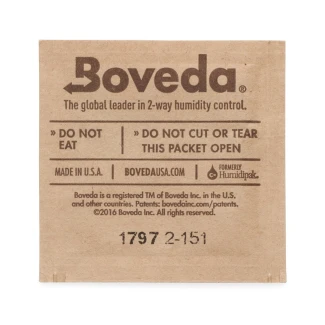 Boveda®
The global leader in 2-way humidity control.
» DO NOT EAT
» DO NOT CUT OR TEAR THIS PACKET OPEN
MADE IN U.S.A.
BOVEDAUSA.COM
FORMERLY Humidipak.
Boveda is a registered TM of Boveda Inc. in the U.S.
and other countries. Patents: bovedainc.com/patents.
©2016 Boveda Inc. All rights reserved.
1797 2-151